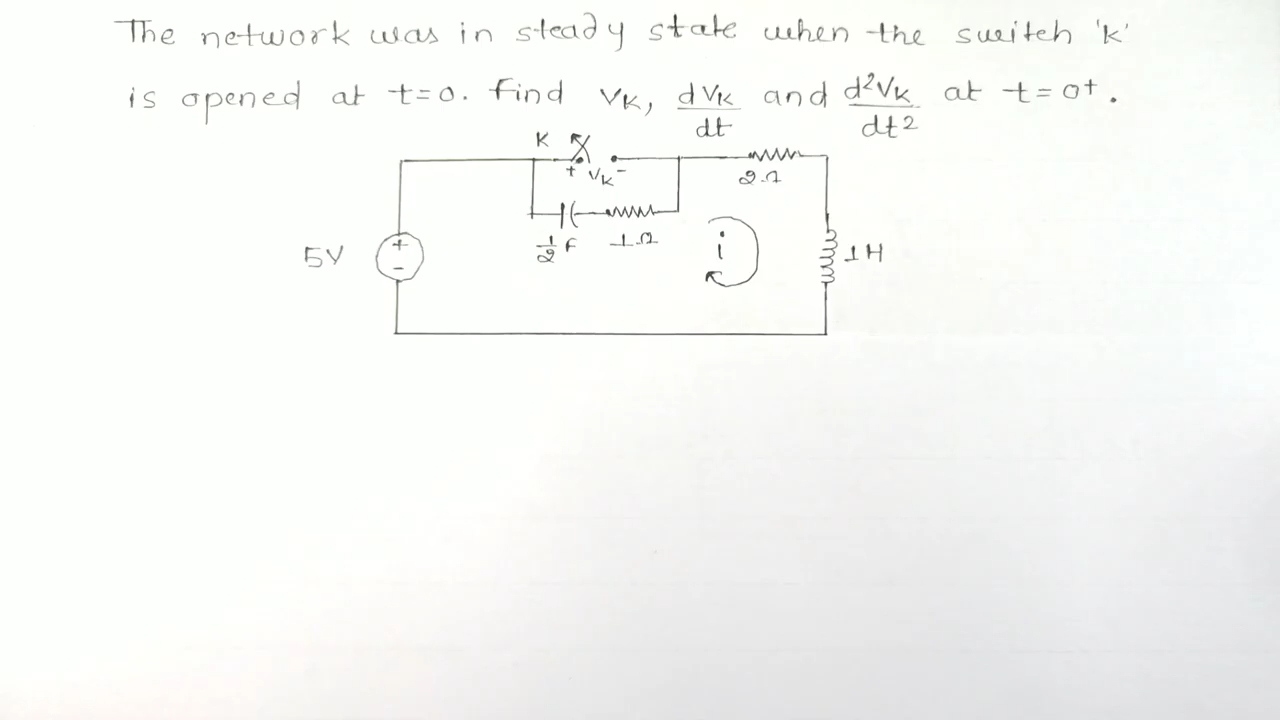 The network was in steady state when the switch 'K'
is opened at t=0. Find VK, dVK/dt and d²VK/dt² at t=0⁺.
K
+ VK -
2Ω
1/2 F 1Ω
i
5V
+
-
1H